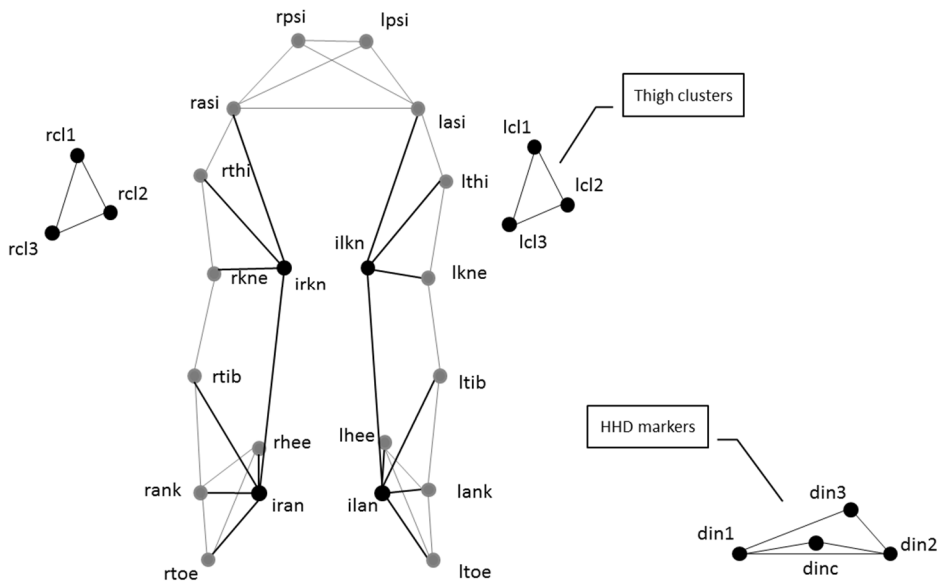 rpsi
lpsi
rasi
lasi
Thigh clusters
rcl1
lcl1
rthi
lthi
rcl2
lcl2
rcl3
lcl3
ilkn
rkne
irkn
lkne
rtib
ltib
HHD markers
rhee
lhee
rank
iran
ilan
lank
din3
din1
din2
dinc
rtoe
ltoe